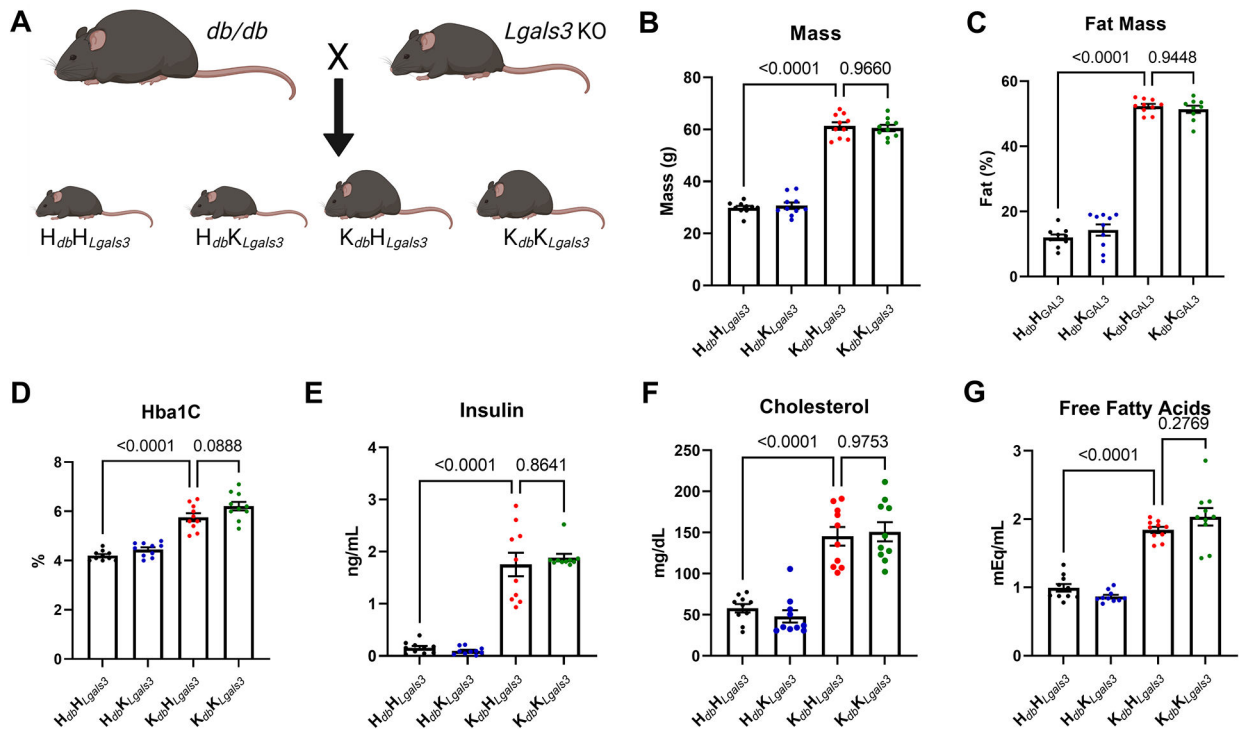 A
db/db
X
Lgals3 KO
HdbHLgals3
HdbKLgals3
KdbHLgals3
KdbKLgals3
B
Mass
<0.0001
0.9660
80
60
40
20
0
Mass (g)
HdbHLgals3
HdbKLgals3
KdbHLgals3
KdbKLgals3
C
Fat Mass
<0.0001
0.9448
60
40
20
0
Fat (%)
HdbHGAL3
HdbKGAL3
KdbHGAL3
KdbKGAL3
D
Hba1C
<0.0001
0.0888
8
6
4
2
0
%
HdbHLgals3
HdbKLgals3
KdbHLgals3
KdbKLgals3
E
Insulin
<0.0001
0.8641
4
3
2
1
0
ng/mL
HdbHLgals3
HdbKLgals3
KdbHLgals3
KdbKLgals3
F
Cholesterol
<0.0001
0.9753
250
200
150
100
50
0
mg/dL
HdbHLgals3
HdbKLgals3
KdbHLgals3
KdbKLgals3
G
Free Fatty Acids
0.2769
<0.0001
3
2
1
0
mEq/mL
HdbHLgals3
HdbKLgals3
KdbHLgals3
KdbKLgals3